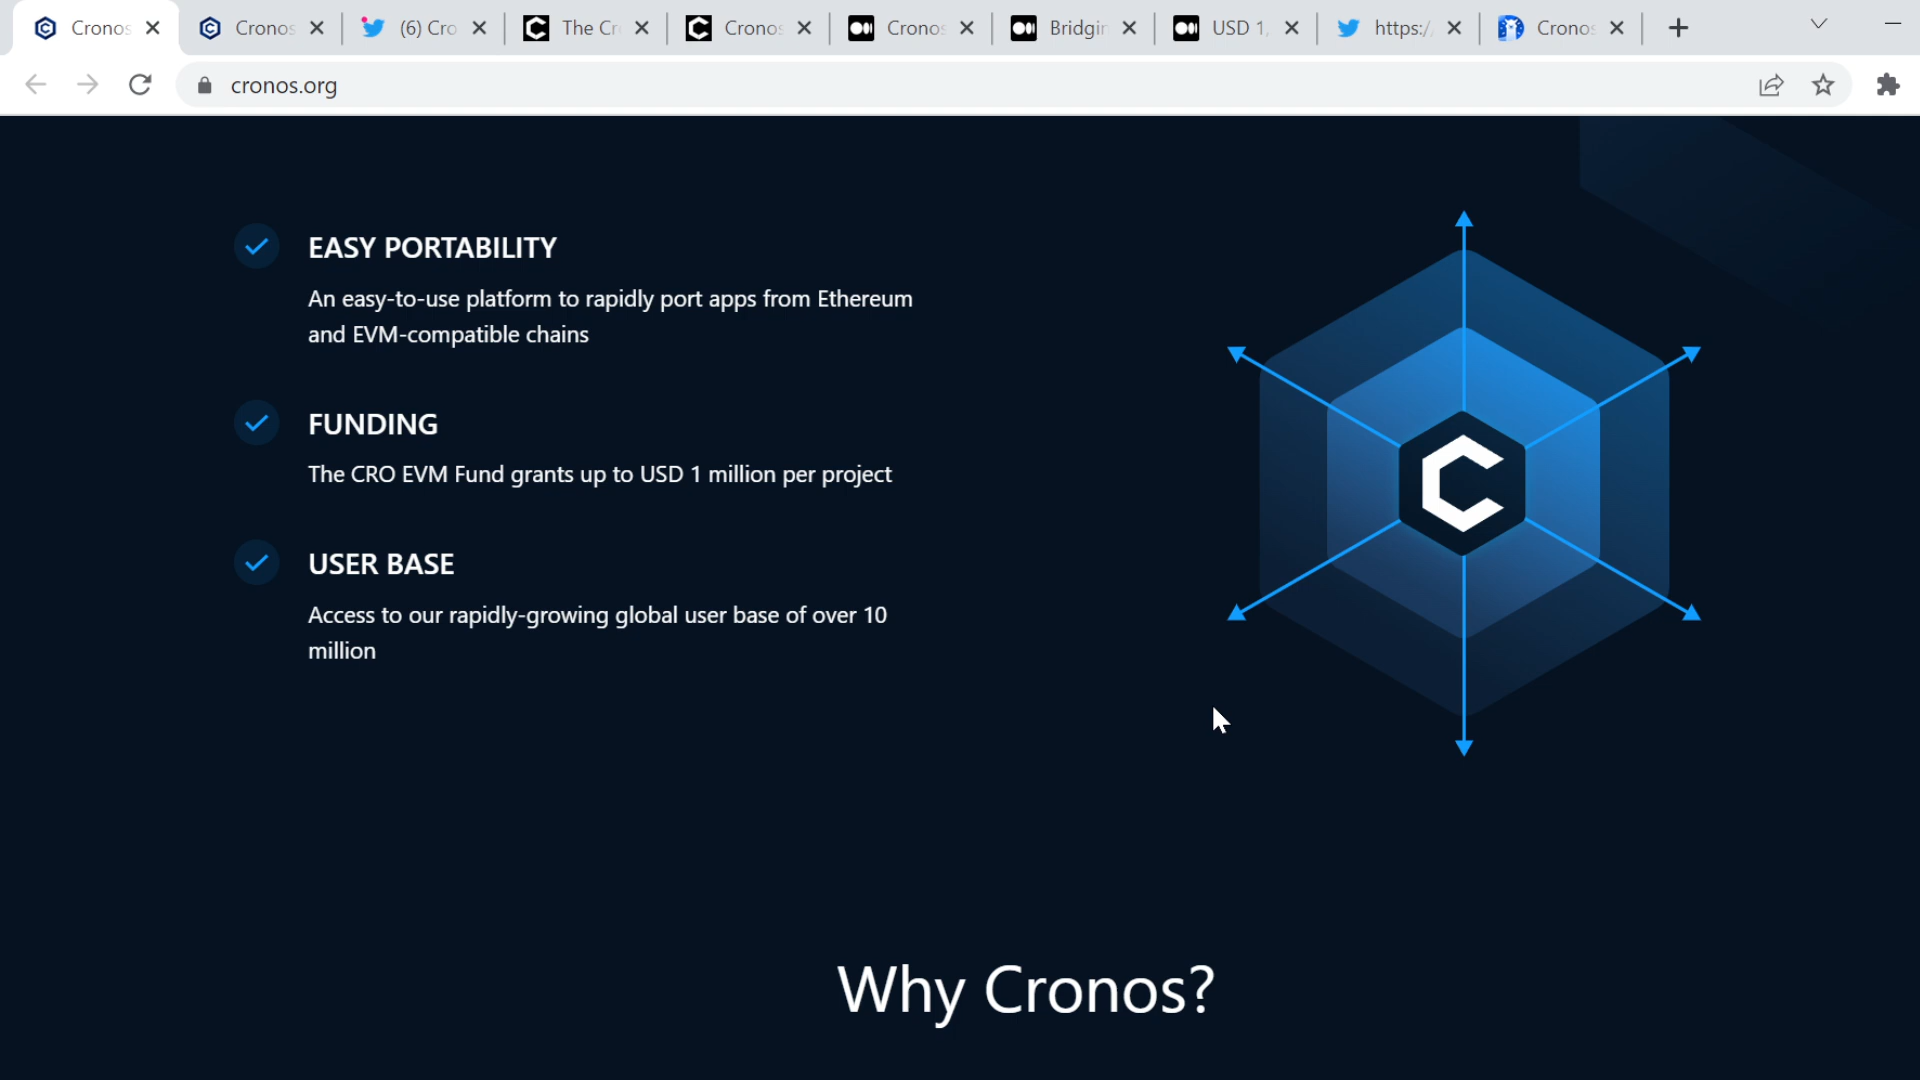 Cronos
Cronos
(6) Cro
The Cr
Cronos
Cronos
Bridgin
USD 1,
https:/
Cronos
cronos.org
EASY PORTABILITY
An easy-to-use platform to rapidly port apps from Ethereum
and EVM-compatible chains
FUNDING
The CRO EVM Fund grants up to USD 1 million per project
USER BASE
Access to our rapidly-growing global user base of over 10
million
Why Cronos?